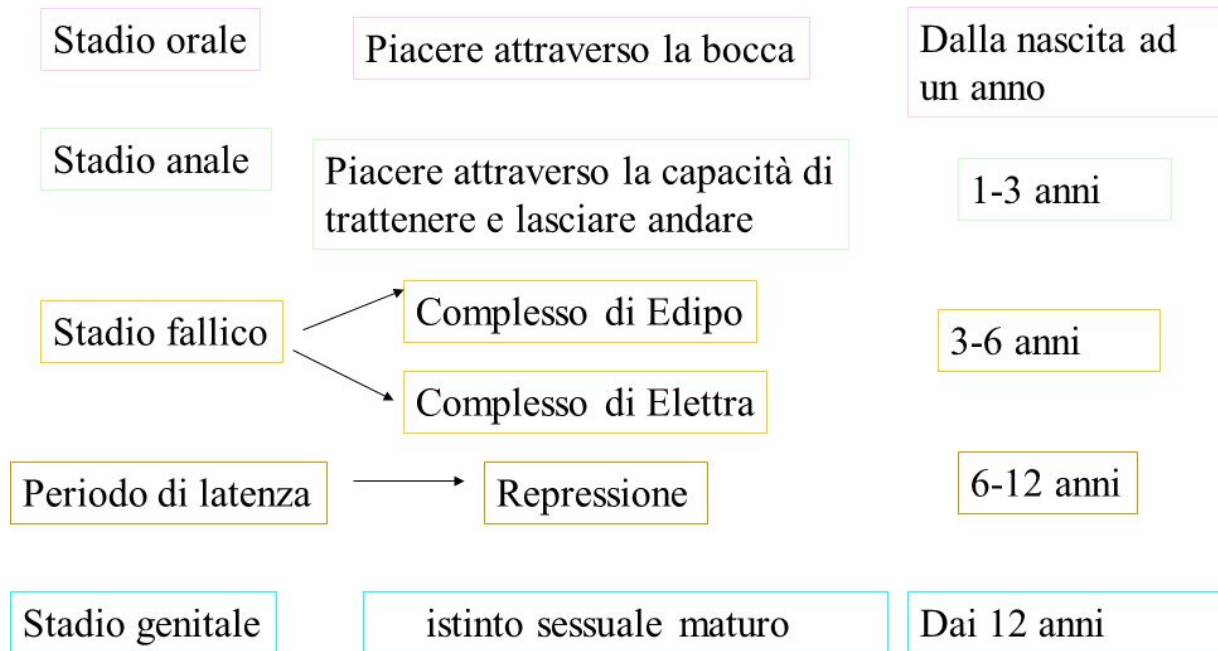 Stadio orale
Piacere attraverso la bocca
Dalla nascita ad
un anno
Stadio anale
Piacere attraverso la capacità di
trattenere e lasciare andare
1-3 anni
Stadio fallico
Complesso di Edipo
Complesso di Elettra
3-6 anni
Periodo di latenza
Repressione
6-12 anni
Stadio genitale
istinto sessuale maturo
Dai 12 anni